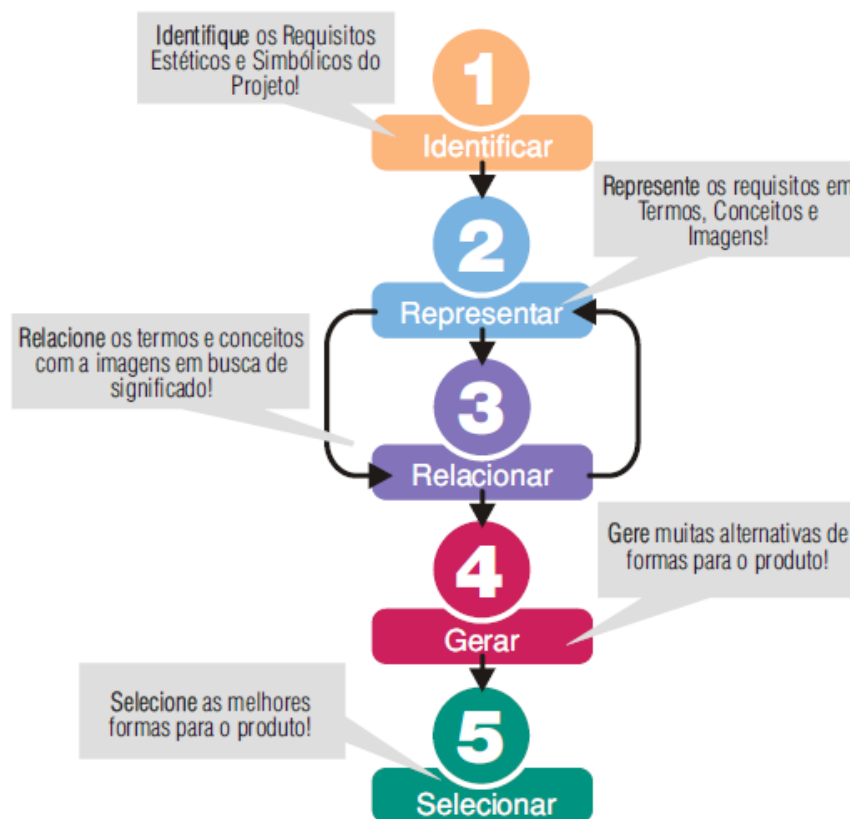 Identifique os Requisitos
Estéticos e Simbólicos do
Projeto!
1
Identificar
Represente os requisitos em
Termos, Conceitos e
Imagens!
2
Representar
Relacione os termos e conceitos
com a imagens em busca de
significado!
3
Relacionar
Gere muitas alternativas de
formas para o produto!
4
Gerar
Selecione as melhores
formas para o produto!
5
Selecionar